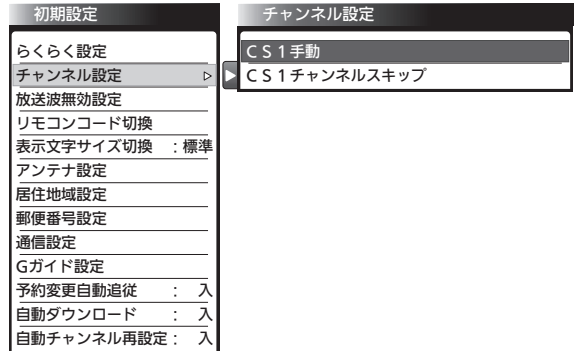 初期設定
らくらく設定
チャンネル設定
放送波無効設定
リモコンコード切換
表示文字サイズ切換 ：標準
アンテナ設定
居住地域設定
郵便番号設定
通信設定
Gガイド設定
予約変更自動追従 ： 入
自動ダウンロード ： 入
自動チャンネル再設定： 入
チャンネル設定
ＣＳ１手動
ＣＳ１チャンネルスキップ